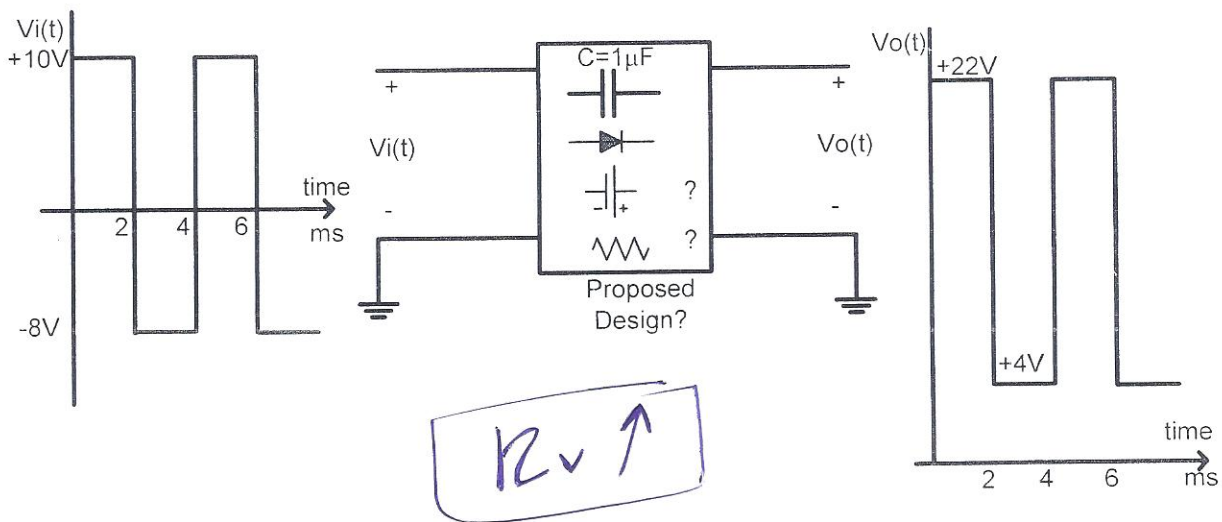 Vi(t)
+10V
-8V
2 4 6
time
ms
+
Vi(t)
-
C=1µF
- +
?
?
Proposed
Design?
+
Vo(t)
-
Vo(t)
+22V
+4V
2 4 6
time
ms
12v ↑